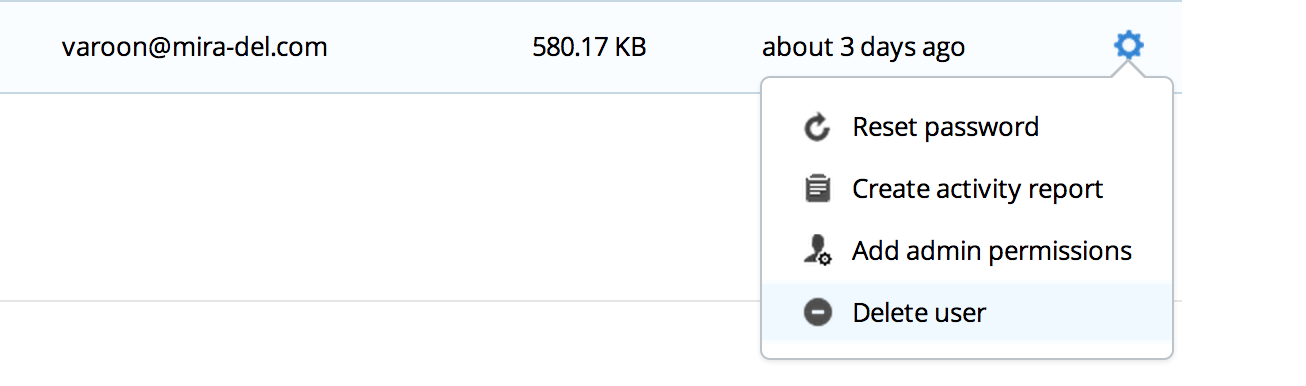 varoon@mira-del.com 580.17 KB about 3 days ago
Reset password
Create activity report
Add admin permissions
Delete user